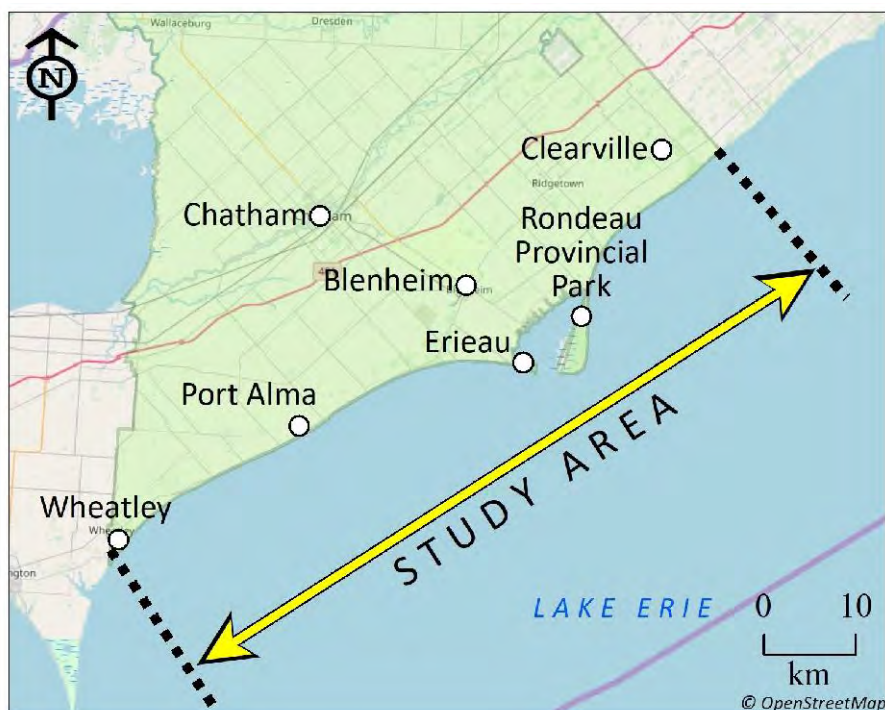 Wallaceburg
Dresden
N
Clearville
Ridgetown
Chatham
Rondeau
Provincial
Park
Blenheim
Erieau
Port Alma
STUDY AREA
Wheatley
LAKE ERIE
0 10
km
© OpenStreetMap